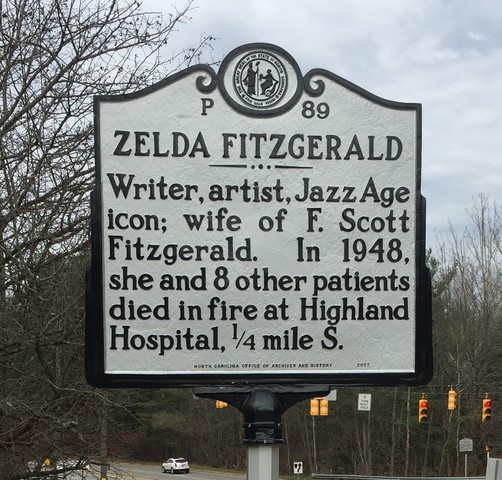 P 89
ZELDA FITZGERALD
Writer, artist, Jazz Age
icon; wife of F. Scott
Fitzgerald. In 1948,
she and 8 other patients
died in fire at Highland
Hospital, 1/4 mile S.
NORTH CAROLINA OFFICE OF ARCHIVES AND HISTORY